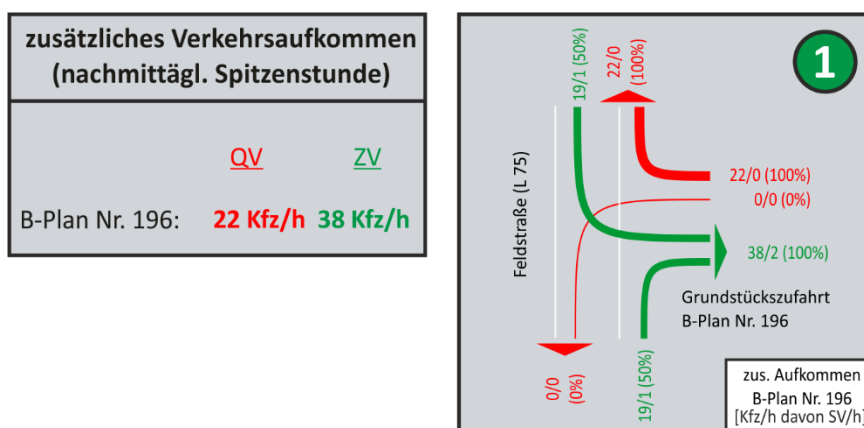 zusätzliches Verkehrsaufkommen
(nachmittägl. Spitzenstunde)
QV ZV
B-Plan Nr. 196: 22 Kfz/h 38 Kfz/h
1
19/1 (50%)
22/0
(100%)
22/0 (100%)
0/0 (0%)
Feldstraße (L 75)
38/2 (100%)
Grundstückszufahrt
B-Plan Nr. 196
0/0
(0%)
19/1 (50%)
zus. Aufkommen
B-Plan Nr. 196
[Kfz/h davon SV/h]